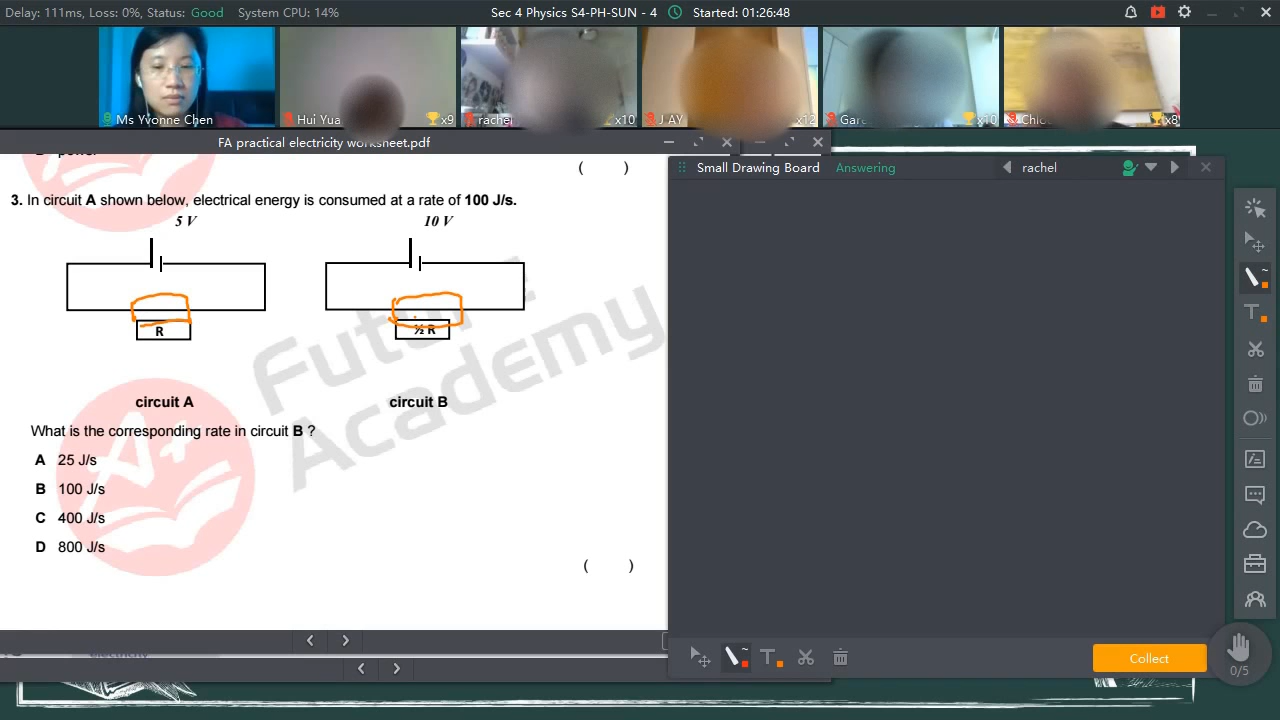 Delay: 111ms, Loss: 0%, Status: Good System CPU: 14%
Sec 4 Physics S4-PH-SUN - 4 Started: 01:26:48
Ms Yvonne Chen
Hui Yua x9
rachel x10
J AY x12
x10
x8
FA practical electricity worksheet.pdf
( )
Small Drawing Board Answering rachel
3. In circuit A shown below, electrical energy is consumed at a rate of 100 J/s.
5 V 10 V
R ½ R
Future Academy
A+
circuit A circuit B
What is the corresponding rate in circuit B ?
A 25 J/s
B 100 J/s
C 400 J/s
D 800 J/s
( )
Collect
0/5
electricity